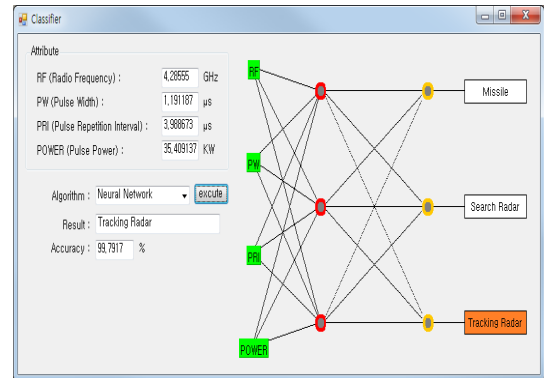 Classifier
Attribute
RF (Radio Frequency) : 4,28555 GHz
PW (Pulse Width) : 1,191187 μs
PRI (Pulse Repetition Interval) : 3,988673 μs
POWER (Pulse Power) : 35,409137 KW
Algorithm : Neural Network excute
Result : Tracking Radar
Accuracy : 99,7917 %
RF
PW
PRI
POWER
Missile
Search Radar
Tracking Radar